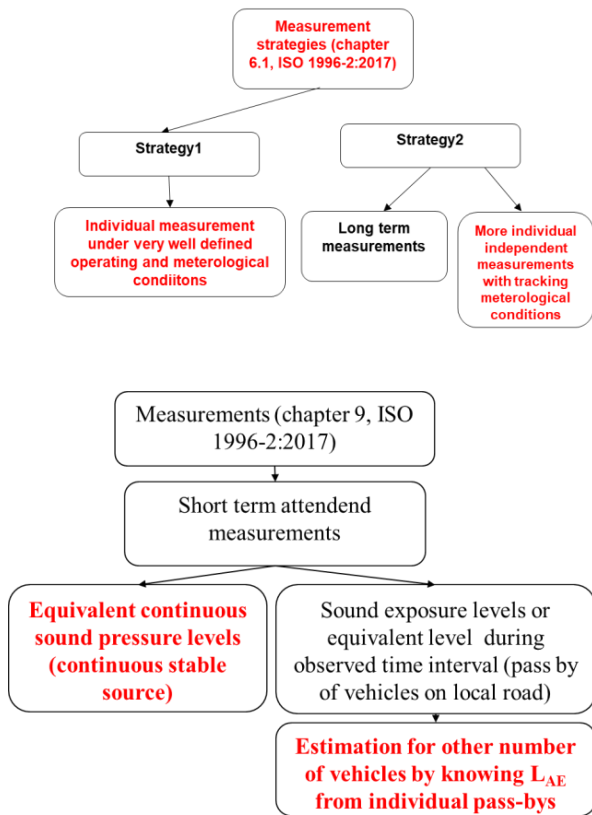 Measurement
strategies (chapter
6.1, ISO 1996-2:2017)
Strategy1
Strategy2
Individual measurement
under very well defined
operating and meterological
condiitons
Long term
measurements
More individual
independent
measurements
with tracking
meterological
conditions
Measurements (chapter 9, ISO
1996-2:2017)
Short term attendend
measurements
Equivalent continuous
sound pressure levels
(continuous stable
source)
Sound exposure levels or
equivalent level during
observed time interval (pass by
of vehicles on local road)
Estimation for other number
of vehicles by knowing LAE
from individual pass-bys